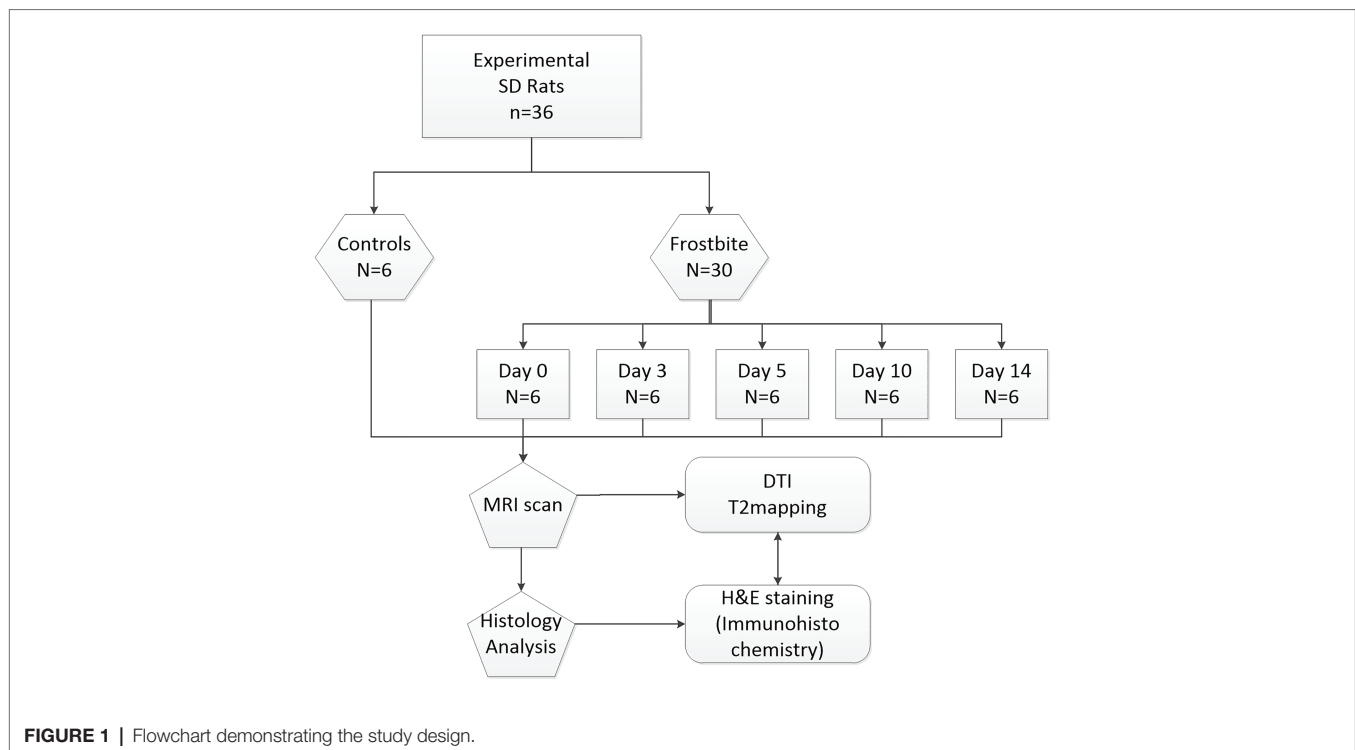 Experimental
SD Rats
n=36
Controls
N=6
Frostbite
N=30
Day 0
N=6
Day 3
N=6
Day 5
N=6
Day 10
N=6
Day 14
N=6
MRI scan
DTI
T2mapping
Histology
Analysis
H&E staining
(Immunohisto
chemistry)
FIGURE 1 | Flowchart demonstrating the study design.